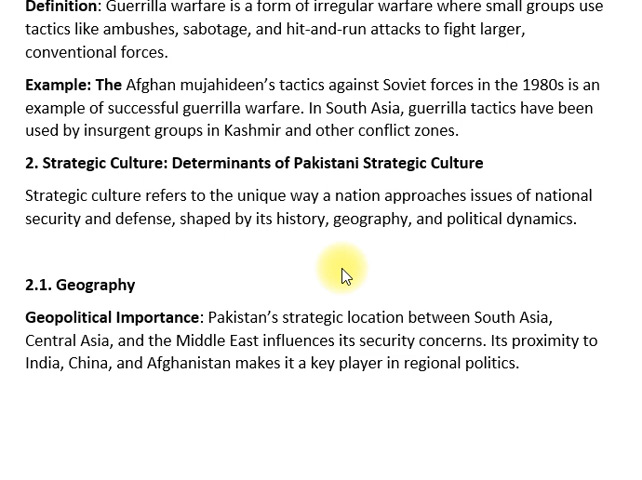 Definition: Guerrilla warfare is a form of irregular warfare where small groups use
tactics like ambushes, sabotage, and hit-and-run attacks to fight larger,
conventional forces.
Example: The Afghan mujahideen’s tactics against Soviet forces in the 1980s is an
example of successful guerrilla warfare. In South Asia, guerrilla tactics have been
used by insurgent groups in Kashmir and other conflict zones.
2. Strategic Culture: Determinants of Pakistani Strategic Culture
Strategic culture refers to the unique way a nation approaches issues of national
security and defense, shaped by its history, geography, and political dynamics.
2.1. Geography
Geopolitical Importance: Pakistan’s strategic location between South Asia,
Central Asia, and the Middle East influences its security concerns. Its proximity to
India, China, and Afghanistan makes it a key player in regional politics.